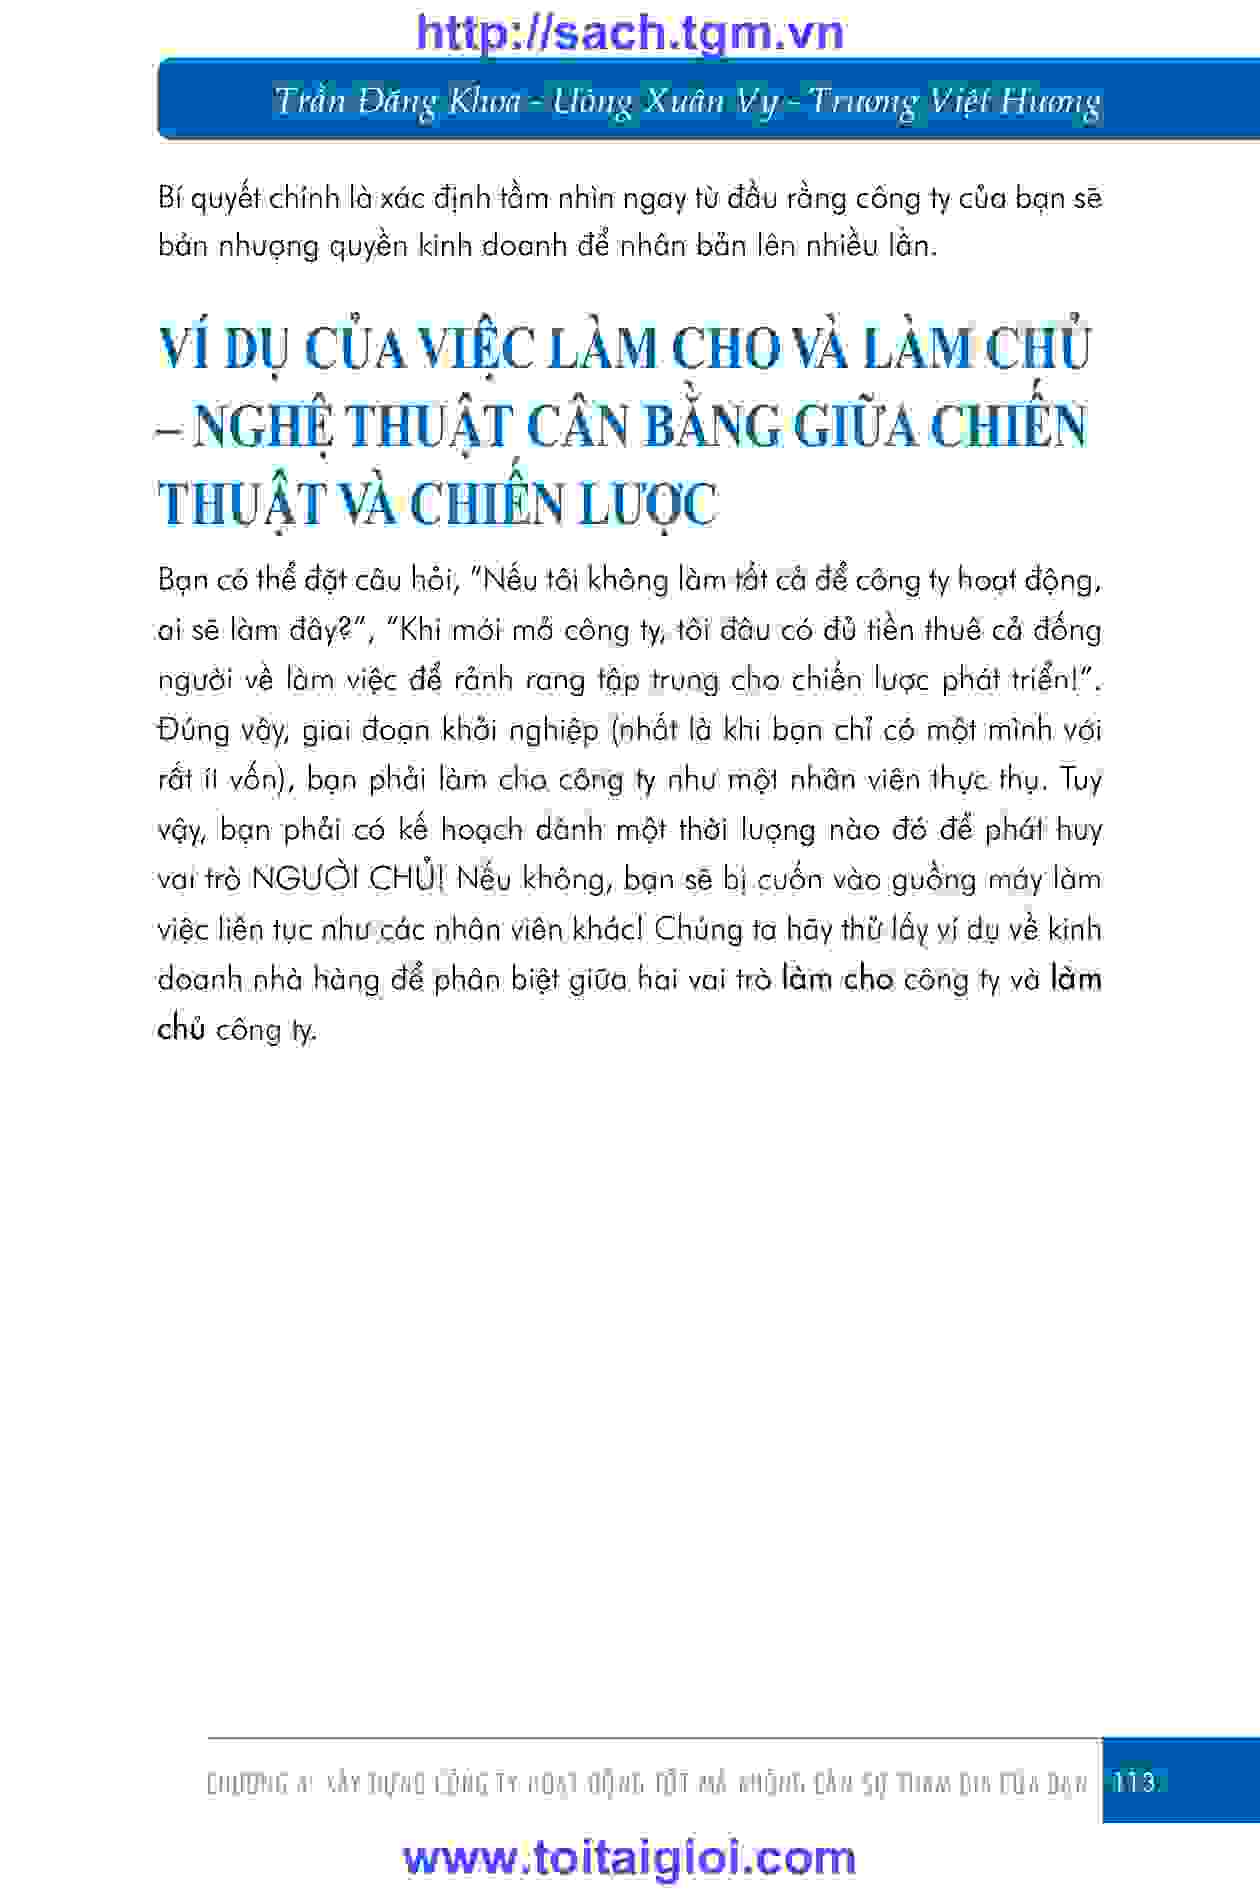 http://sach.tgm.vn
Trần Đăng Khoa - Uông Xuân Vy - Trương Việt Hương
Bí quyết chính là xác định tầm nhìn ngay từ đầu rằng công ty của bạn sẽ
bán nhượng quyền kinh doanh để nhân bản lên nhiều lần.
VÍ DỤ CỦA VIỆC LÀM CHO VÀ LÀM CHỦ
– NGHỆ THUẬT CÂN BẰNG GIỮA CHIẾN
THUẬT VÀ CHIẾN LƯỢC
Bạn có thể đặt câu hỏi, “Nếu tôi không làm tất cả để công ty hoạt động,
ai sẽ làm đây?”, “Khi mới mở công ty, tôi đâu có đủ tiền thuê cả đống
người về làm việc để rảnh rang tập trung cho chiến lược phát triển!”.
Đúng vậy, giai đoạn khởi nghiệp (nhất là khi bạn chỉ có một mình với
rất ít vốn), bạn phải làm cho công ty như một nhân viên thực thụ. Tuy
vậy, bạn phải có kế hoạch dành một thời lượng nào đó để phát huy
vai trò NGƯỜI CHỦ! Nếu không, bạn sẽ bị cuốn vào guồng máy làm
việc liên tục như các nhân viên khác! Chúng ta hãy thử lấy ví dụ về kinh
doanh nhà hàng để phân biệt giữa hai vai trò làm cho công ty và làm
chủ công ty.
CHƯƠNG 4: XÂY DỰNG CÔNG TY HOẠT ĐỘNG TỐT MÀ KHÔNG CẦN SỰ THAM GIA CỦA BẠN 113
www.toitaigioi.com